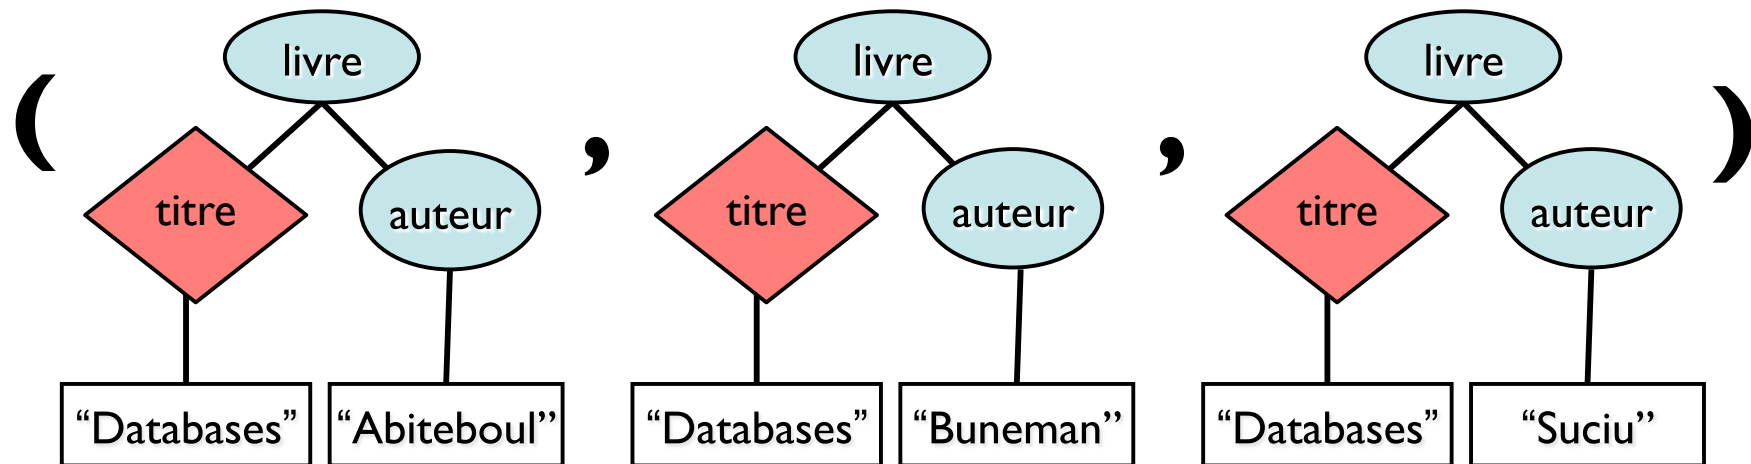 livre livre livre
( , , )
titre auteur titre auteur titre auteur
“Databases” “Abiteboul” “Databases” “Buneman” “Databases” “Suciu”